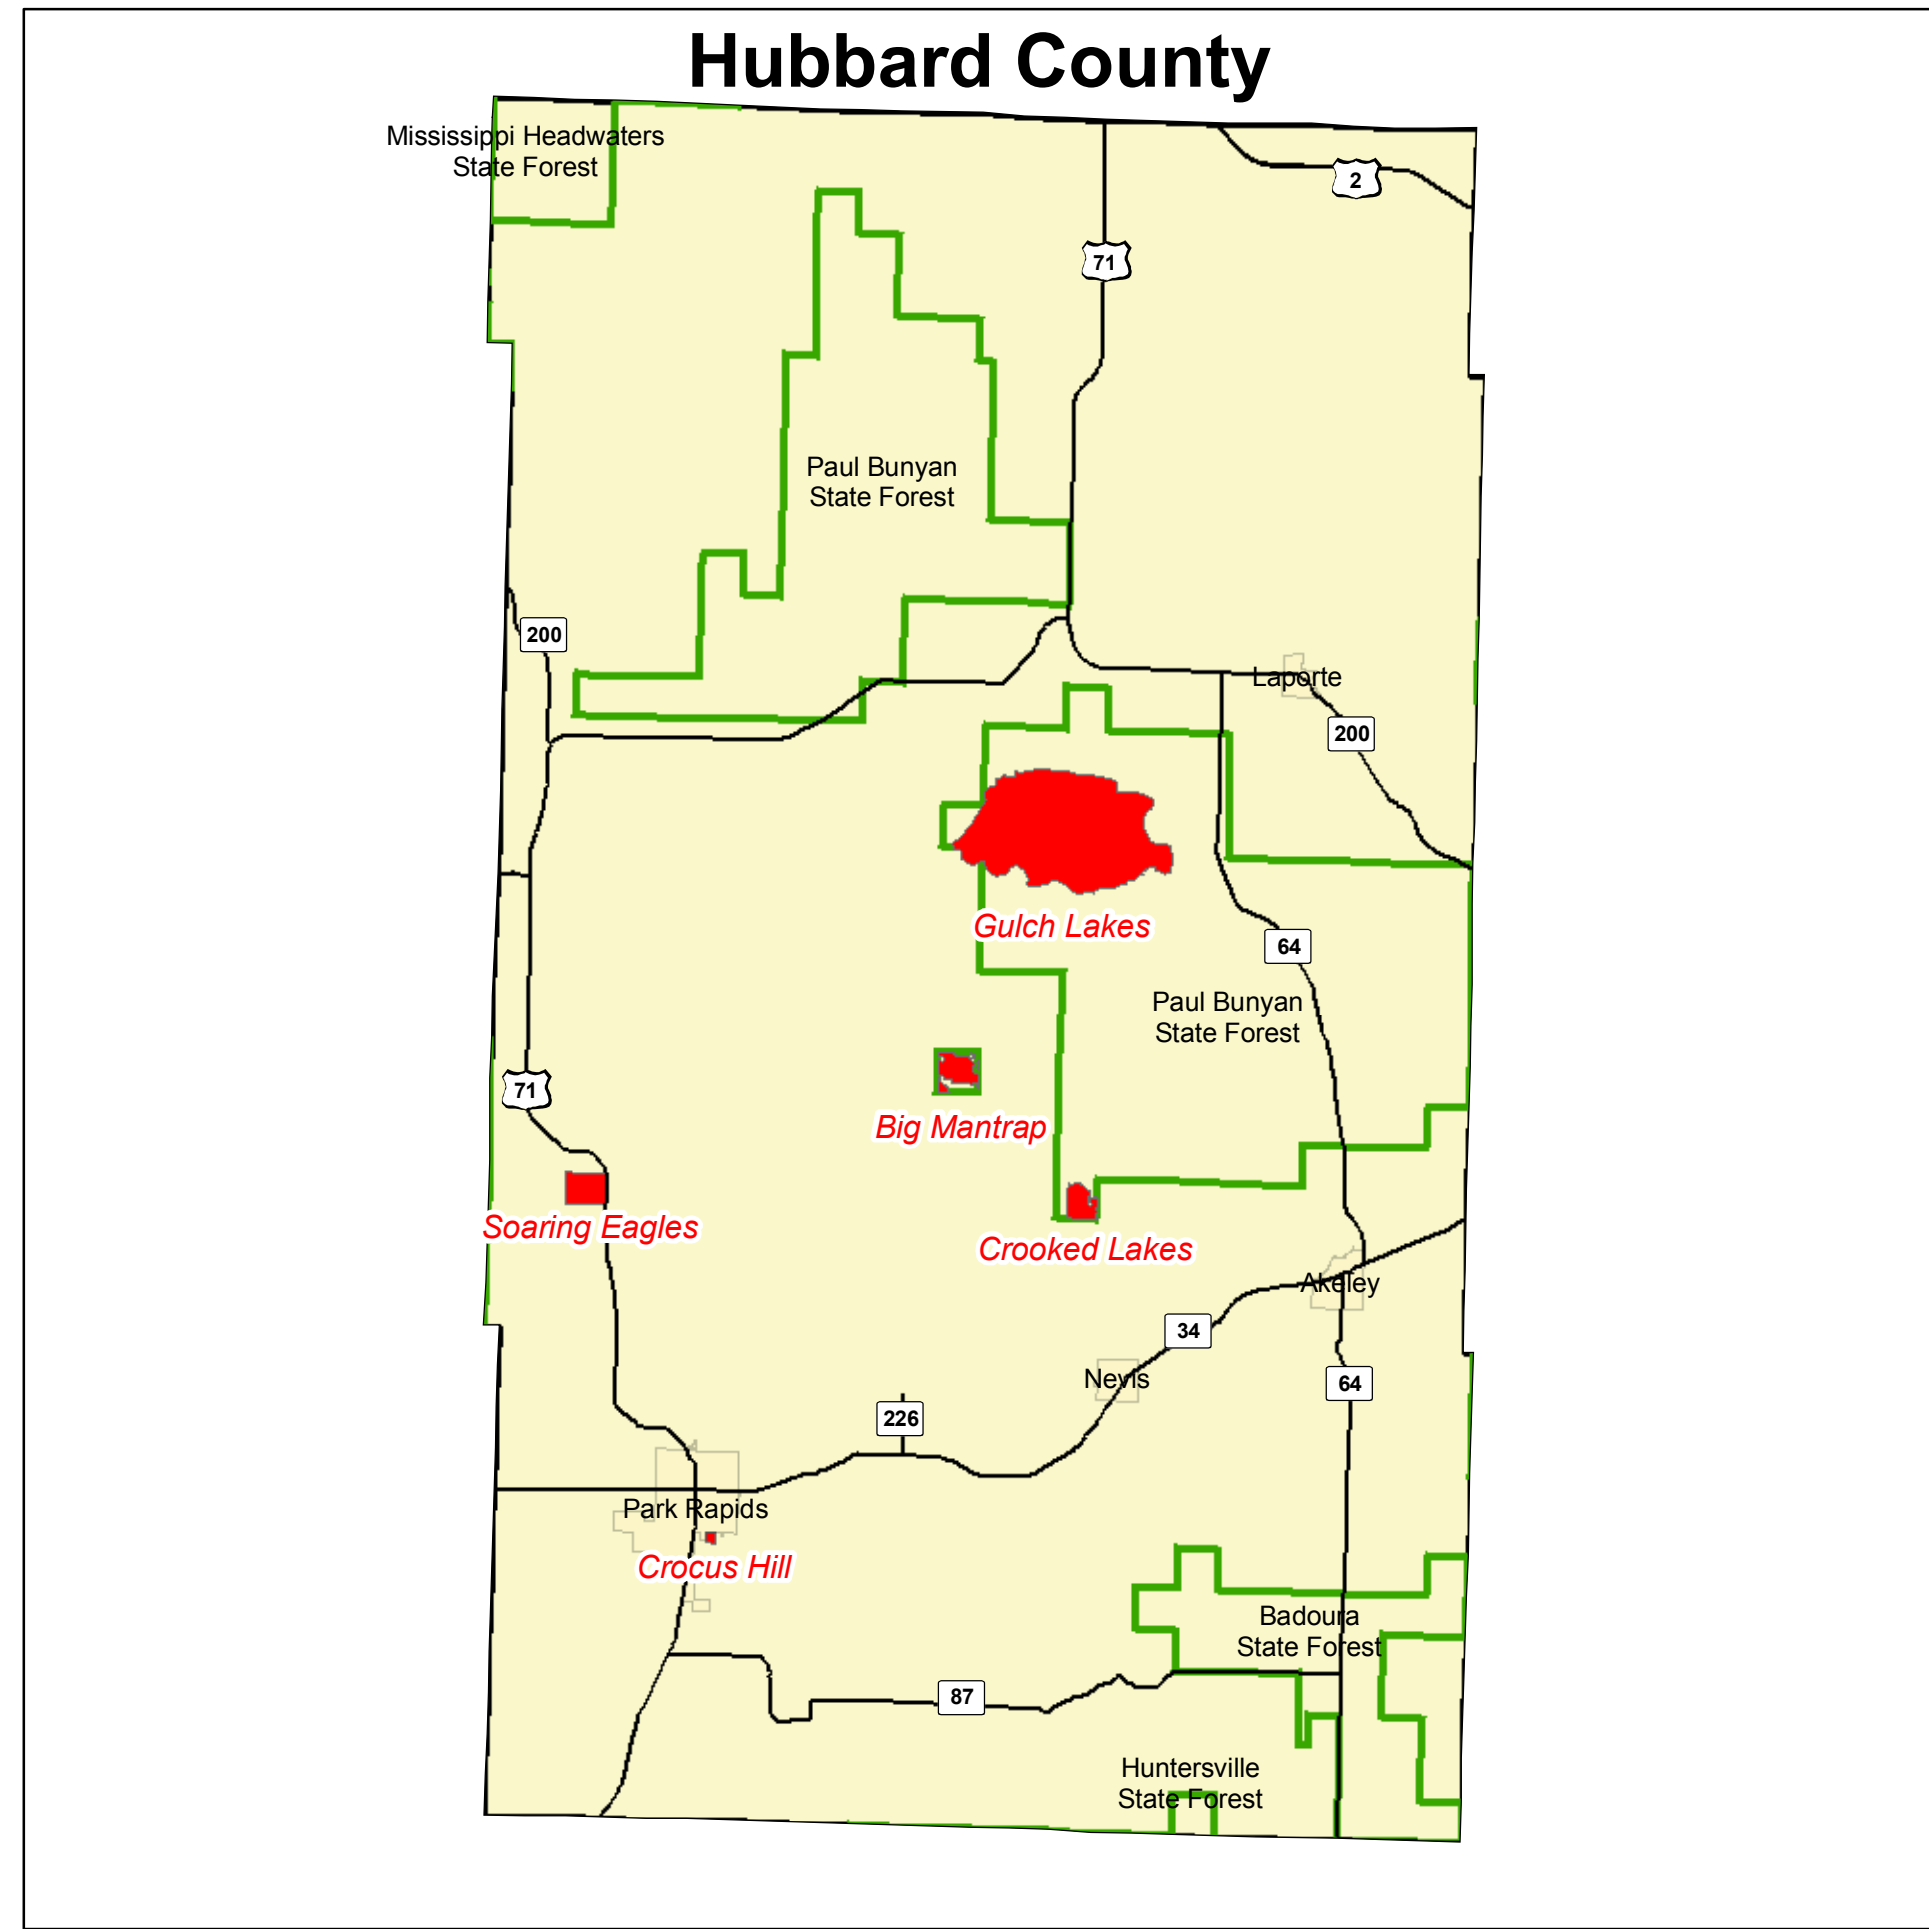 Hubbard County
Mississippi Headwaters
State Forest
2
71
Paul Bunyan
State Forest
200
Laporte
200
Gulch Lakes
64
Paul Bunyan
State Forest
71
Big Mantrap
Soaring Eagles
Crooked Lakes
Akeley
34
Nevis
64
226
Park Rapids
Crocus Hill
Badoura
State Forest
87
Huntersville
State Forest